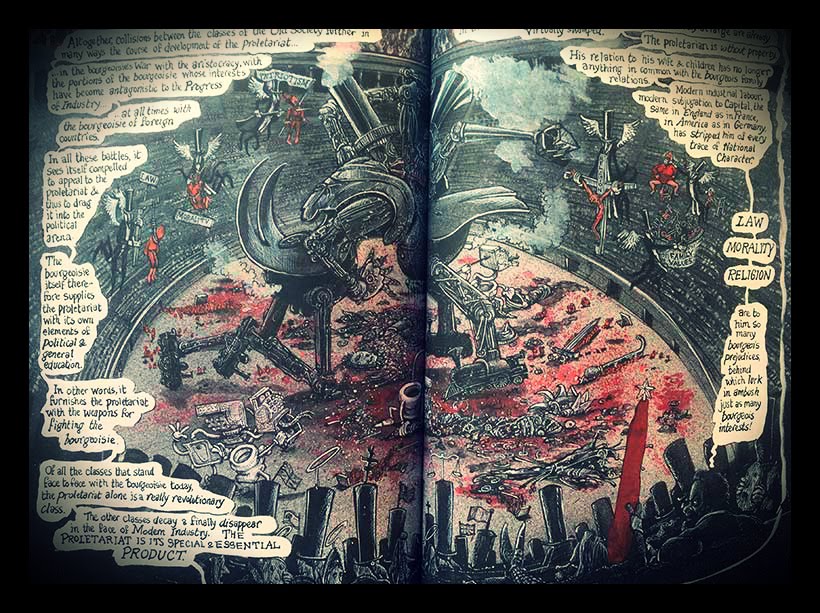 Altogether, collisions between the classes of the Old Society further in
many ways the course of development of the proletariat...
... in the bourgeoisie's war with the aristocracy, with
the portions of the bourgeoisie whose interests
have become antagonistic to the Progress
of Industry...
... at all times with
the bourgeoisie of Foreign
countries.
In all these battles, it
sees itself compelled
to appeal to the
proletariat &
thus to drag
it into the
political
arena.
The
bourgeoisie
itself there-
fore supplies
the proletariat
with its own
elements of
political &
general
education.
In other words, it
furnishes the proletariat
with the weapons for
fighting the
bourgeoisie.
Of all the classes that stand
face to face with the bourgeoisie today,
the proletariat alone is a really revolutionary
class.
The other classes decay & finally disappear
in the face of Modern Industry. THE
PROLETARIAT IS ITS SPECIAL & ESSENTIAL
PRODUCT.
PATRIOTISM
LAW
MORALITY
virtually swamped.
are already
The proletarian is without property
His relation to his wife & children has no longer
anything in common with the bourgeois family
relations.
Modern industrial labour,
modern subjugation to Capital, the
same in England as in France,
in America as in Germany,
has stripped him of every
trace of National
Character.
FAMILY
VALUES
LAW
MORALITY
RELIGION
are to
him so
many
bourgeois
prejudices,
behind
which lurk
in ambush
just as many
bourgeois
interests!